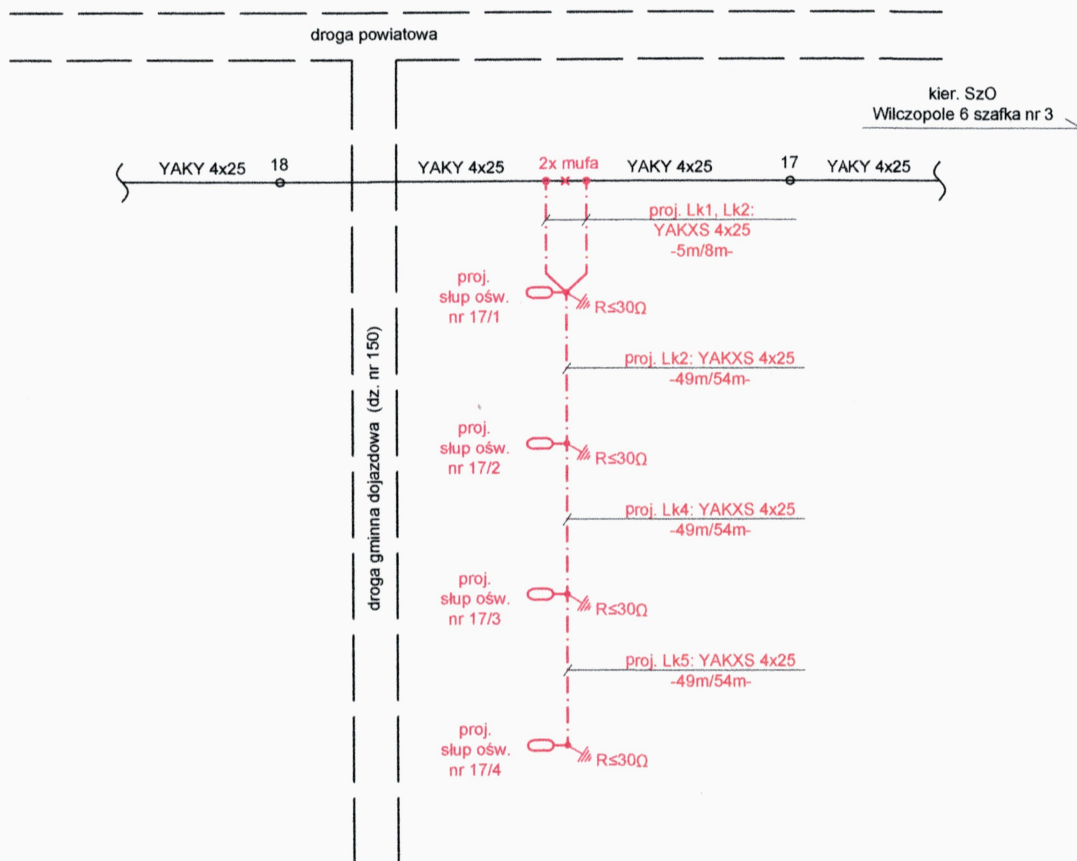 droga powiatowa
kier. SzO
Wilczopole 6 szafka nr 3
YAKY 4x25
18
YAKY 4x25
2x mufa
YAKY 4x25
17
YAKY 4x25
proj. Lk1, Lk2:
YAKXS 4x25
-5m/8m-
proj.
słup ośw.
nr 17/1
R≤30Ω
proj. Lk2: YAKXS 4x25
-49m/54m-
droga gminna dojazdowa (dz. nr 150)
proj.
słup ośw.
nr 17/2
R≤30Ω
proj. Lk4: YAKXS 4x25
-49m/54m-
proj.
słup ośw.
nr 17/3
R≤30Ω
proj. Lk5: YAKXS 4x25
-49m/54m-
proj.
słup ośw.
nr 17/4
R≤30Ω